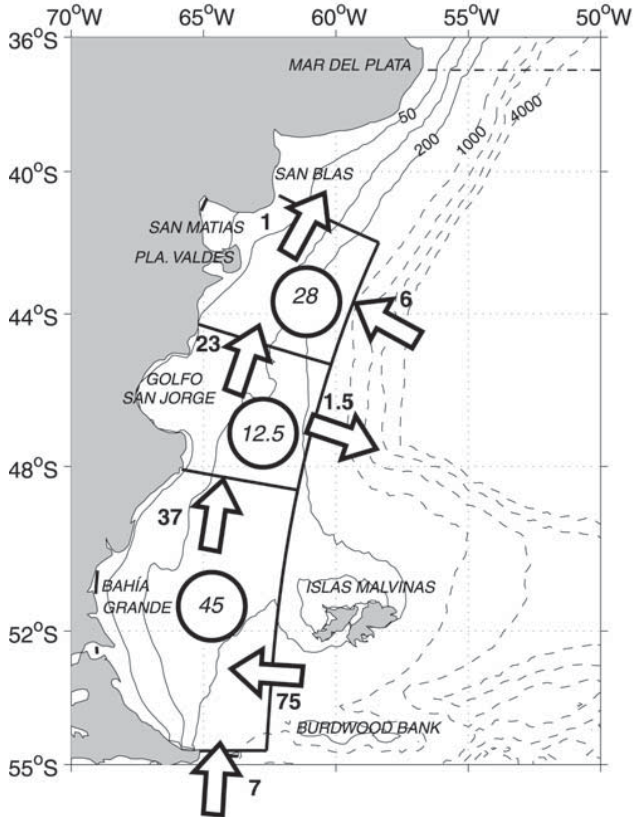 70°W 65°W 60°W 55°W 50°W
36°S
MAR DEL PLATA
50
200
1000
4000
40°S
SAN BLAS
1
SAN MATIAS
PLA. VALDES
28
6
44°S
23
GOLFO
SAN JORGE
1.5
12.5
48°S
37
BAHÍA
GRANDE
ISLAS MALVINAS
45
52°S
75
BURDWOOD BANK
55°S
7